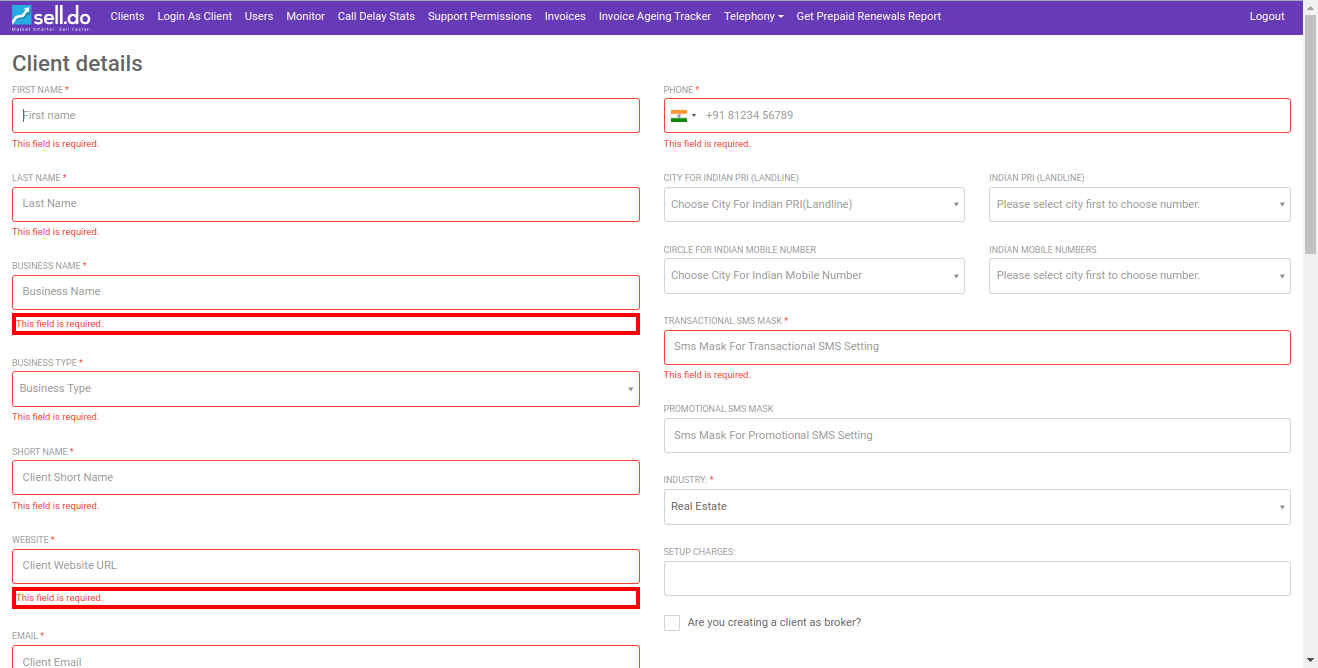 sell.do
Market Smarter. Sell Faster.
Clients Login As Client Users Monitor Call Delay Stats Support Permissions Invoices Invoice Ageing Tracker Telephony Get Prepaid Renewals Report Logout
Client details
FIRST NAME *
First name
This field is required.
LAST NAME *
Last Name
This field is required.
BUSINESS NAME *
Business Name
This field is required.
BUSINESS TYPE *
Business Type
This field is required.
SHORT NAME *
Client Short Name
This field is required.
WEBSITE *
Client Website URL
This field is required.
EMAIL *
Client Email
PHONE *
+91 81234 56789
This field is required.
CITY FOR INDIAN PRI (LANDLINE) INDIAN PRI (LANDLINE)
Choose City For Indian PRI(Landline) Please select city first to choose number.
CIRCLE FOR INDIAN MOBILE NUMBER INDIAN MOBILE NUMBERS
Choose City For Indian Mobile Number Please select city first to choose number.
TRANSACTIONAL SMS MASK *
Sms Mask For Transactional SMS Setting
This field is required.
PROMOTIONAL SMS MASK
Sms Mask For Promotional SMS Setting
INDUSTRY: *
Real Estate
SETUP CHARGES:
Are you creating a client as broker?